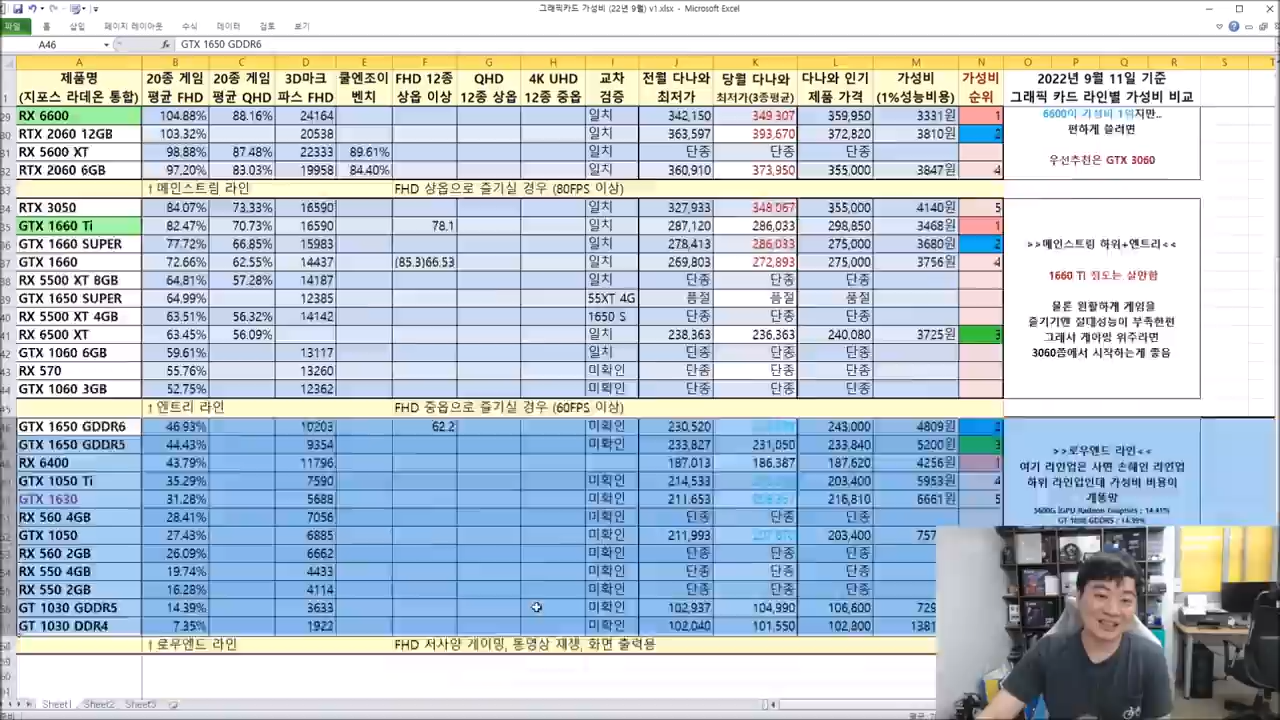 그래픽카드 가성비 (22년 9월) v1.xlsx - Microsoft Excel
파일 홈 삽입 페이지 레이아웃 수식 데이터 검토 보기
A46 fx GTX 1650 GDDR6
A B C D E F G H I J K L M N O P Q R S T
제품명 20종 게임 20종 게임 3D마크 쿨엔조이 FHD 12종 QHD 4K UHD 교차 전월 다나와 당월 다나와 다나와 인기 가성비 가성비 2022년 9월 11일 기준
(지포스 라데온 통합) 평균 FHD 평균 QHD 파스 FHD 벤치 상옵 이상 12종 상옵 12종 중옵 검증 최저가 최저가(3종평균) 제품 가격 (1%성능비용) 순위 그래픽 카드 라인별 가성비 비교
RX 6600 104.88% 88.16% 24164 일치 342,150 349,307 359,950 3331원 1 6600이 가성비 1위지만...
RTX 2060 12GB 103.32% 20538 일치 363,597 393,670 372,820 3810원 2 편하게 쓸려면
RX 5600 XT 98.88% 87.48% 22333 89.61% 일치 단종 단종 단종
RTX 2060 6GB 97.20% 83.03% 19958 84.40% 일치 360,910 373,950 355,000 3847원 4 우선추천은 GTX 3060
↑메인스트림 라인 FHD 상옵으로 즐기실 경우 (80FPS 이상)
RTX 3050 84.07% 73.33% 16590 일치 327,933 348,067 355,000 4140원 5
GTX 1660 Ti 82.47% 70.73% 16590 78.1 일치 287,120 286,033 298,850 3468원 1
GTX 1660 SUPER 77.72% 66.85% 15983 일치 278,413 286,033 275,000 3680원 2 >>메인스트림 하위+엔트리<<
GTX 1660 72.66% 62.55% 14437 (85.3)66.53 일치 269,803 272,893 275,000 3756원 4
RX 5500 XT 8GB 64.81% 57.28% 14187 일치 단종 단종 단종 1660 Ti 정도는 살만함
GTX 1650 SUPER 64.99% 12385 55XT 4G 품절 품절 품절
RX 5500 XT 4GB 63.51% 56.32% 14142 1650 S 단종 단종 단종
RX 6500 XT 63.45% 56.09% 일치 238,363 236,363 240,080 3725원 3
GTX 1060 6GB 59.61% 13117 일치 단종 단종 단종
RX 570 55.76% 13260 미확인 단종 단종 단종
GTX 1060 3GB 52.75% 12362 미확인 단종 단종 단종
물론 원활하게 게임을
즐기기엔 절대성능이 부족한편
그래서 게이밍 위주라면
3060쯤에서 시작하는게 좋음
↑엔트리 라인 FHD 중옵으로 즐기실 경우 (60FPS 이상)
GTX 1650 GDDR6 46.93% 10203 62.2 미확인 230,520 243,000 4809원 2
GTX 1650 GDDR5 44.43% 9354 미확인 233,827 231,050 233,840 5200원 3
RX 6400 43.79% 11796 187,013 186,387 187,620 4256원 1
GTX 1050 Ti 35.29% 7590 미확인 214,533 203,400 5953원 4
GTX 1630 31.28% 5688 미확인 211,653 216,810 6661원 5
RX 560 4GB 28.41% 7056 미확인 단종 단종 단종
GTX 1050 27.43% 6885 미확인 211,993 203,400
RX 560 2GB 26.09% 6662 미확인 단종 단종 단종
RX 550 4GB 19.74% 4433 미확인 단종 단종 단종
RX 550 2GB 16.28% 4114 미확인 단종 단종 단종
GT 1030 GDDR5 14.39% 3633 미확인 102,937 104,990 106,600
GT 1030 DDR4 7.35% 1922 미확인 102,040 101,550 102,800
>>로우엔드 라인<<
여기 라인업은 사면 손해인 라인업
하위 라인업인데 가성비 비용이
개똥망
5600G iGPU Radeon Graphics : 14.41%
GT 1030 GDDR5 : 14.39%
↑로우엔드 라인 FHD 저사양 게이밍, 동영상 재생, 화면 출력용
Sheet1 Sheet2 Sheet3